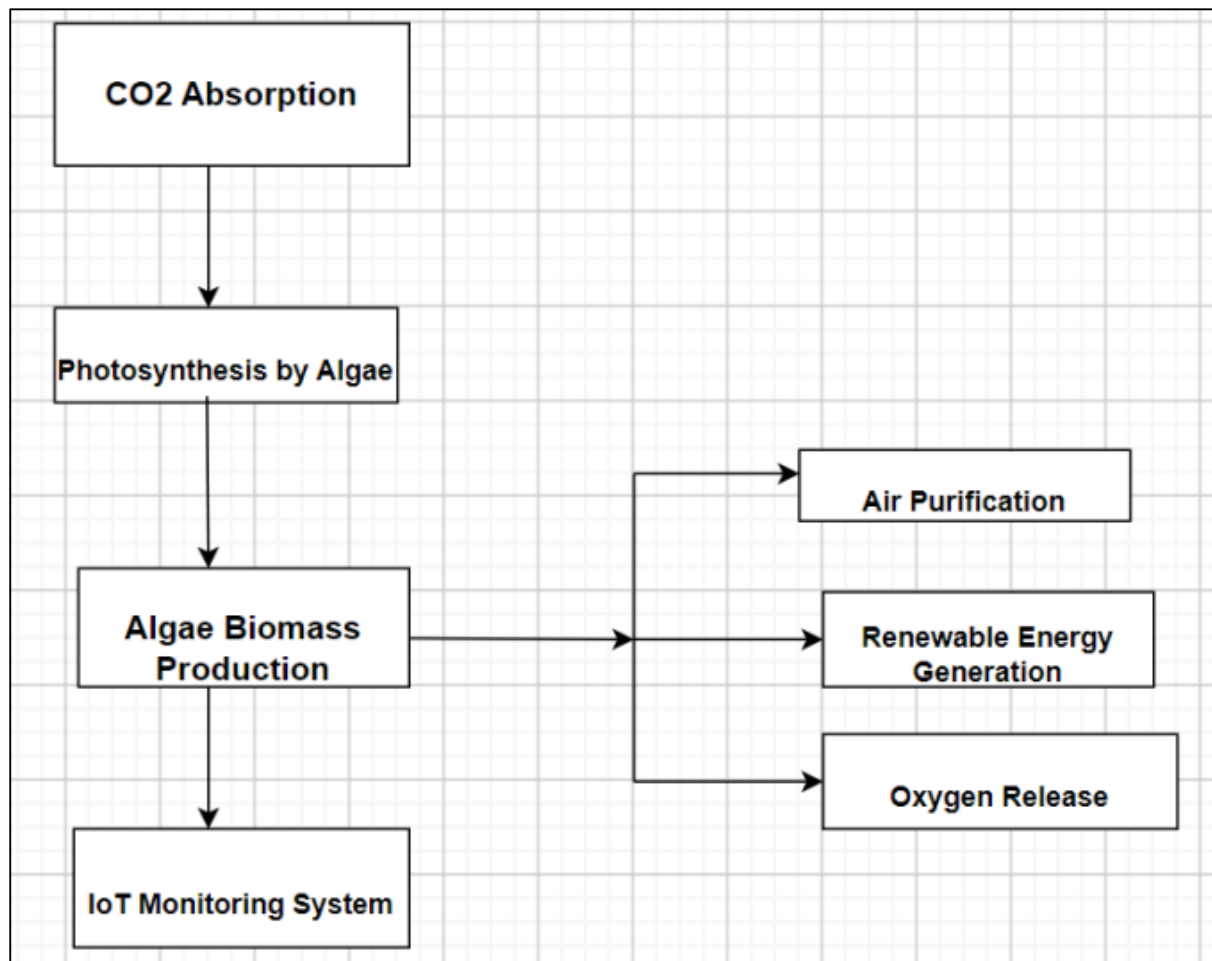 CO2 Absorption
Photosynthesis by Algae
Algae Biomass
Production
IoT Monitoring System
Air Purification
Renewable Energy
Generation
Oxygen Release